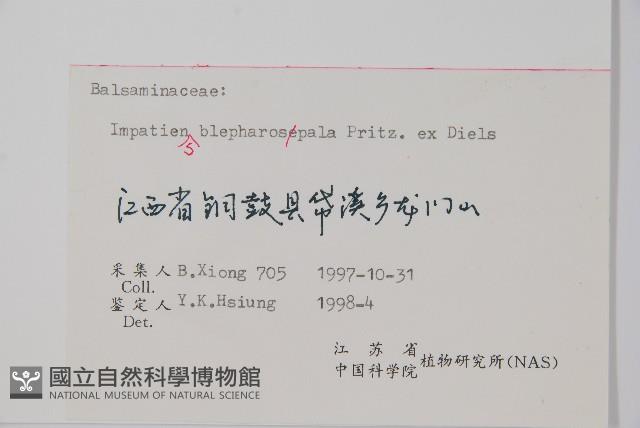 Balsaminaceae:
Impatien blepharosepala Pritz. ex Diels
s
江西省铜鼓县带溪乡龙门山
采集人 B.Xiong 705 1997-10-31
Coll.
鉴定人 Y.K.Hsiung 1998-4
Det.
江苏省
中国科学院 植物研究所(NAS)
國立自然科學博物館
NATIONAL MUSEUM OF NATURAL SCIENCE